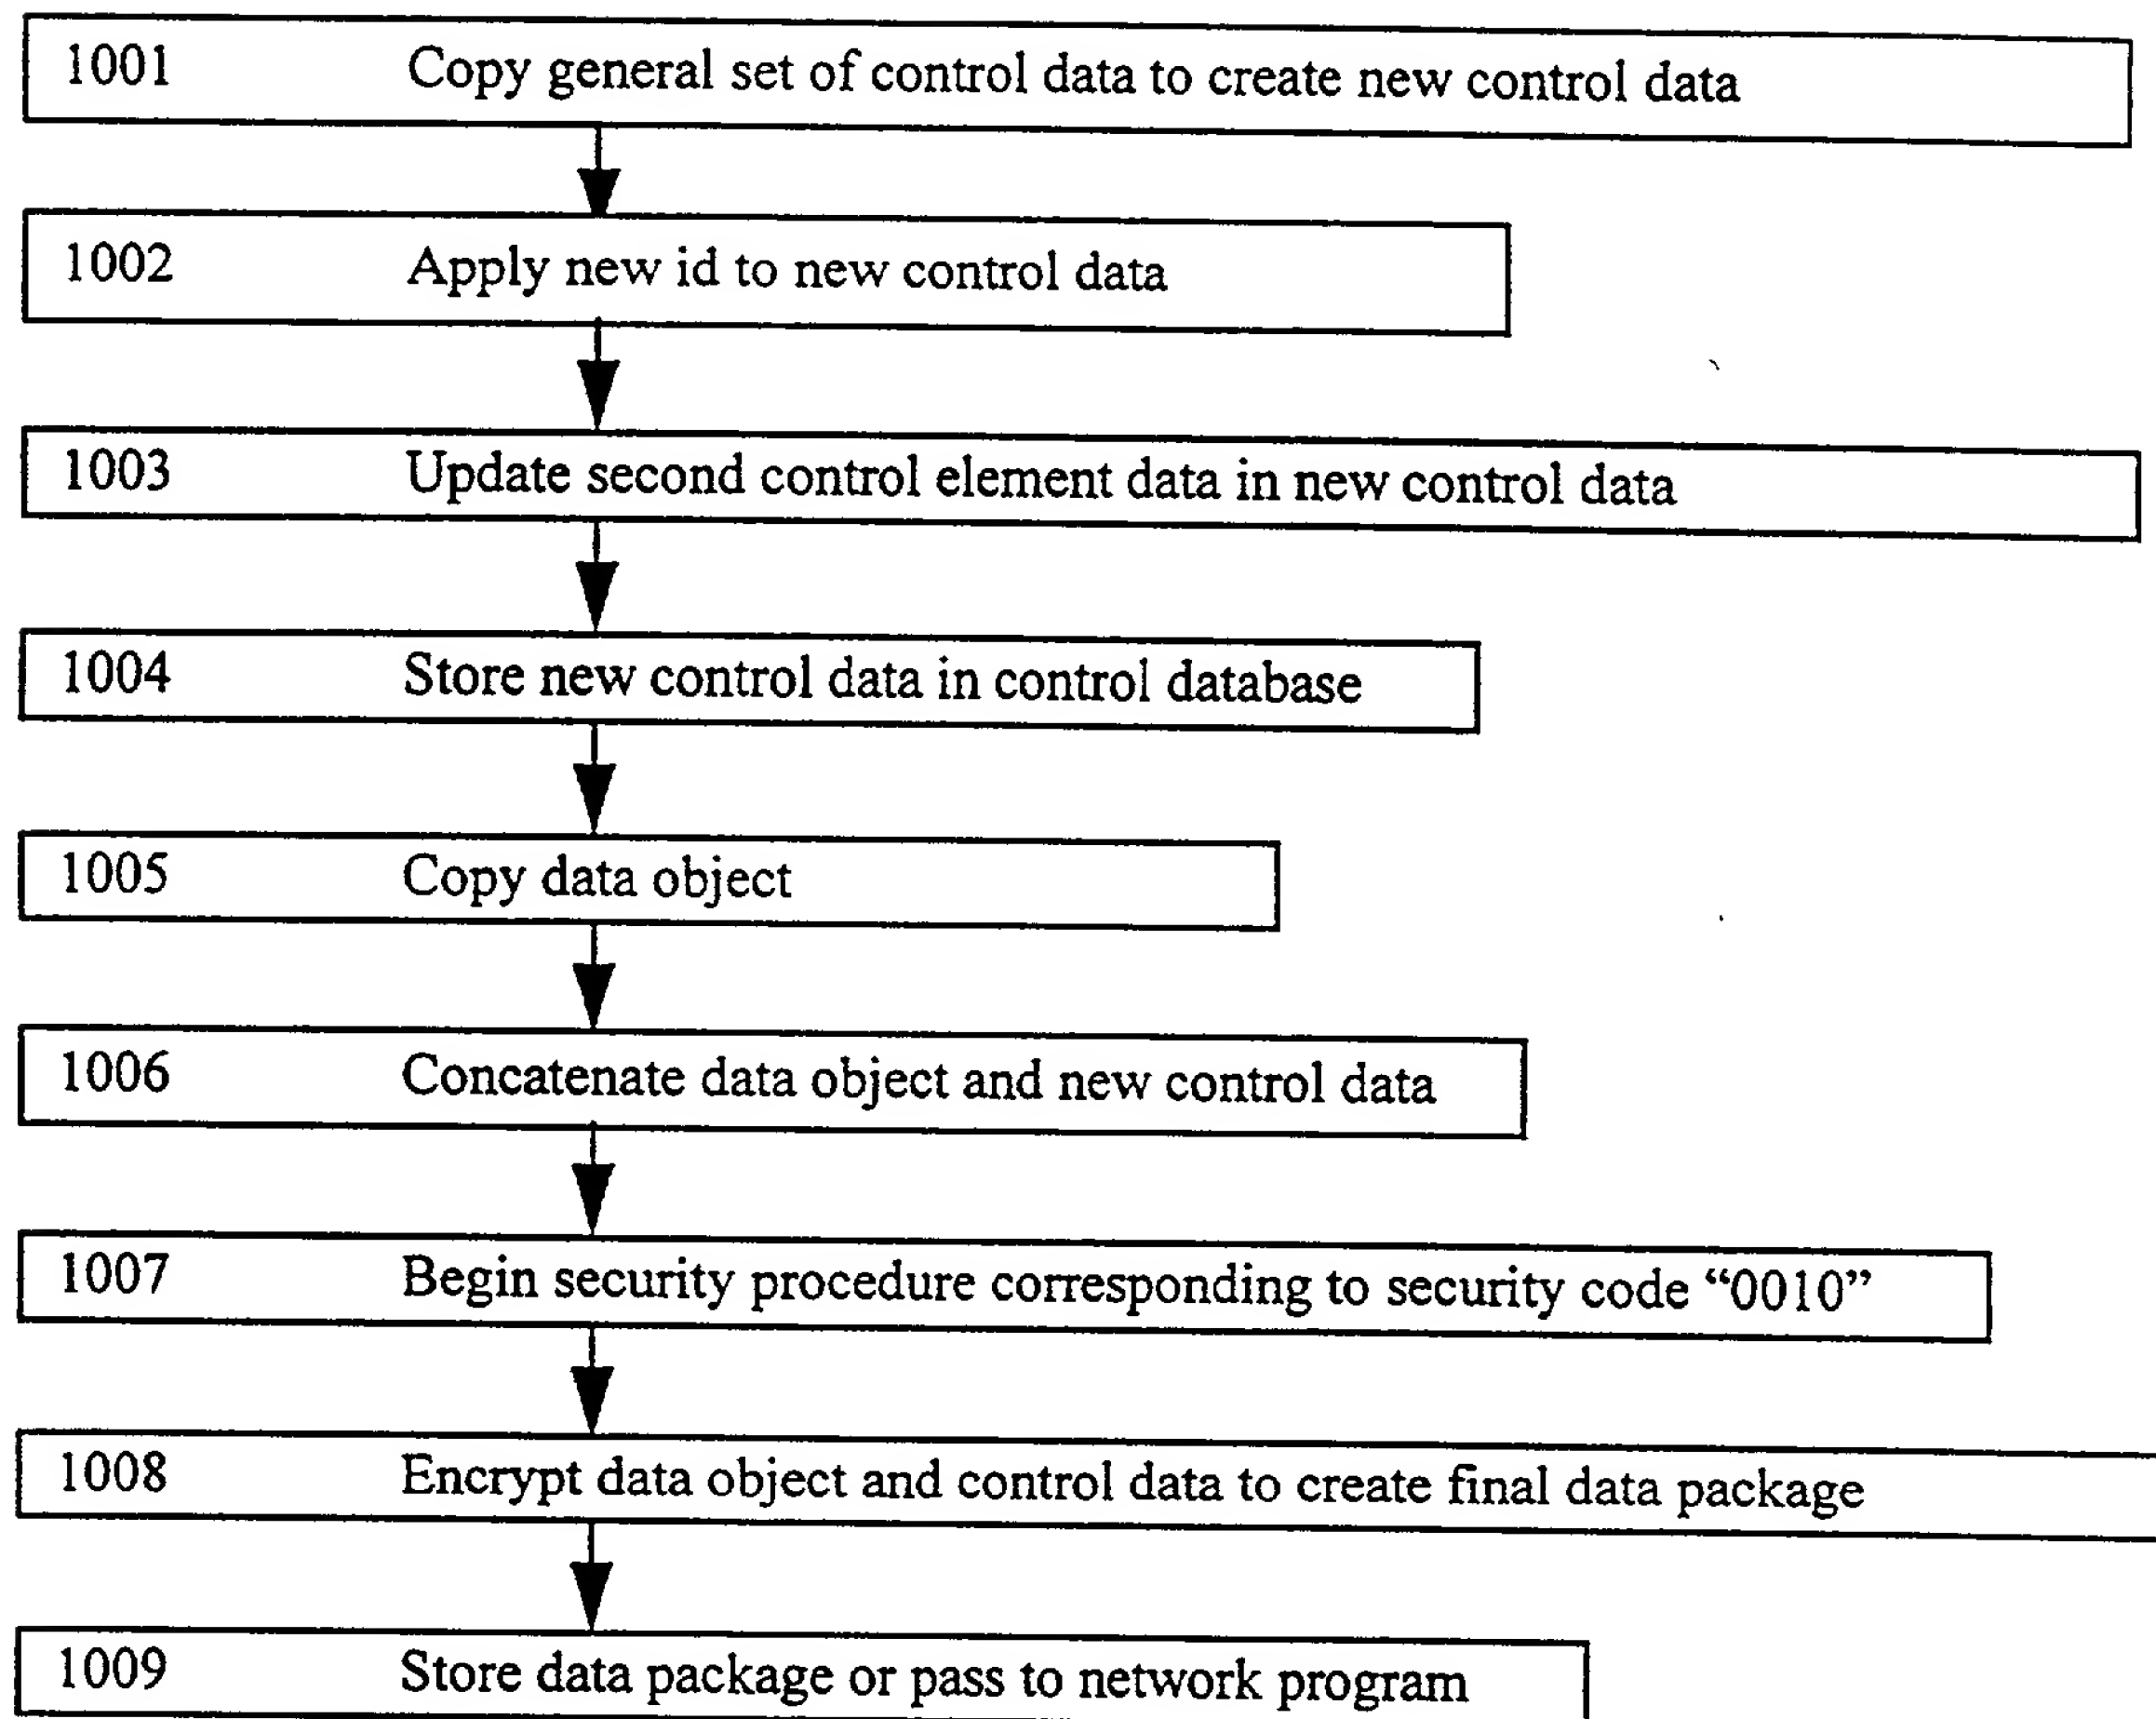 1001 Copy general set of control data to create new control data
1002 Apply new id to new control data
1003 Update second control element data in new control data
1004 Store new control data in control database
1005 Copy data object
1006 Concatenate data object and new control data
1007 Begin security procedure corresponding to security code “0010”
1008 Encrypt data object and control data to create final data package
1009 Store data package or pass to network program